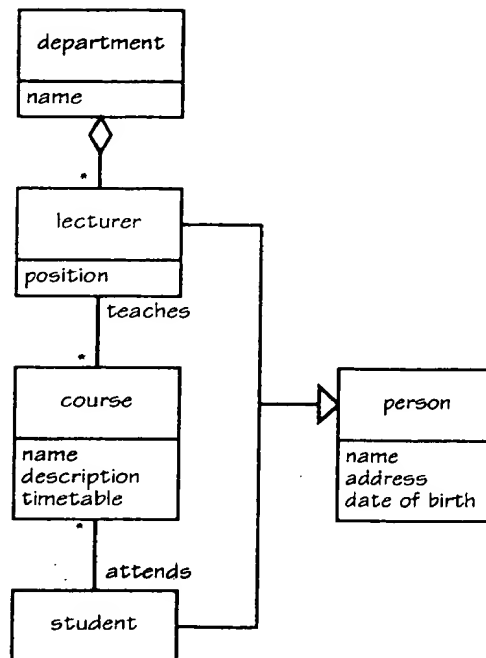 department
name
*
lecturer
position
teaches
*
course
name
description
timetable
*
attends
student
person
name
address
date of birth